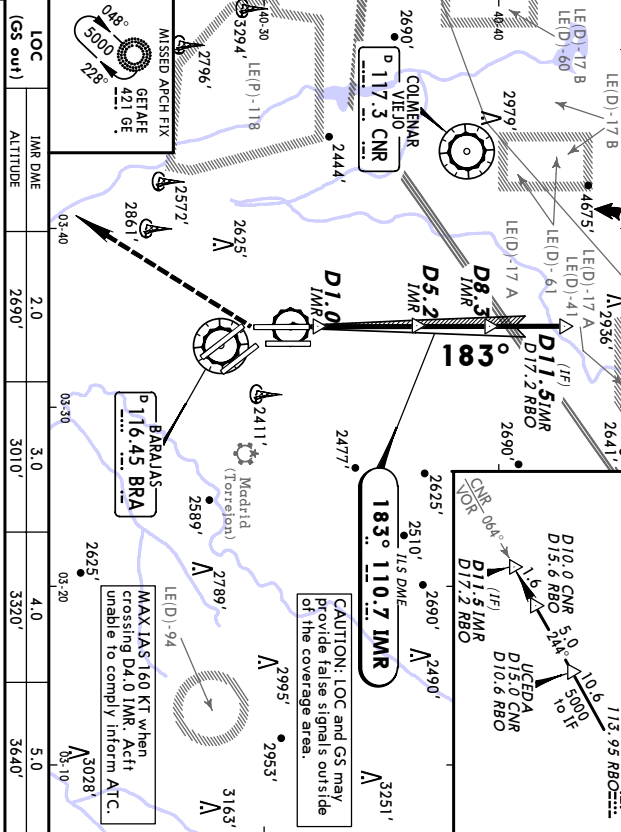 LE(D)-17 B
LE(D)-60
LE(D)-17 B
40-40
2690'
2979'
4675'
COLMENAR
VIEJO
D 117.3 CNR
LE(D)-17 A
LE(D)-61
LE(D)-41
LE(D)-17 A
2936'
2641'
40-30
3294'
2796'
LE(P)-118
2444'
MISSED APCH FIX
048°
5000
228°
GETAFE
421 GE
2572'
2861'
2625'
03-40
D1.0
IMR
D5.2
IMR
D8.3
IMR
(IF)
D11.5 IMR
D17.2 RBO
183°
2690'
BARAJAS
D 116.45 BRA
03-30
2411'
Madrid
(Torrejon)
2589'
2477'
2625'
2510'
2690'
2490'
ILS DME
183° 110.7 IMR
CNR
VOR
064°
D10.0 CNR
D15.6 RBO
(IF)
D11.5 IMR
D17.2 RBO
1.6
5.0
244°
10.6
5000
to IF
113.95 RBO
UCEDA
D15.0 CNR
D10.6 RBO
03-20
2625'
2789'
LE(D)-94
CAUTION: LOC and GS may
provide false signals outside
of the coverage area.
2995'
2953'
3251'
3163'
3028'
03-10
MAX IAS 160 KT when
crossing D4.0 IMR. Acft
unable to comply inform ATC.
LOC
(GS out)
IMR DME
2.0
3.0
4.0
5.0
ALTITUDE
2690'
3010'
3320'
3640'